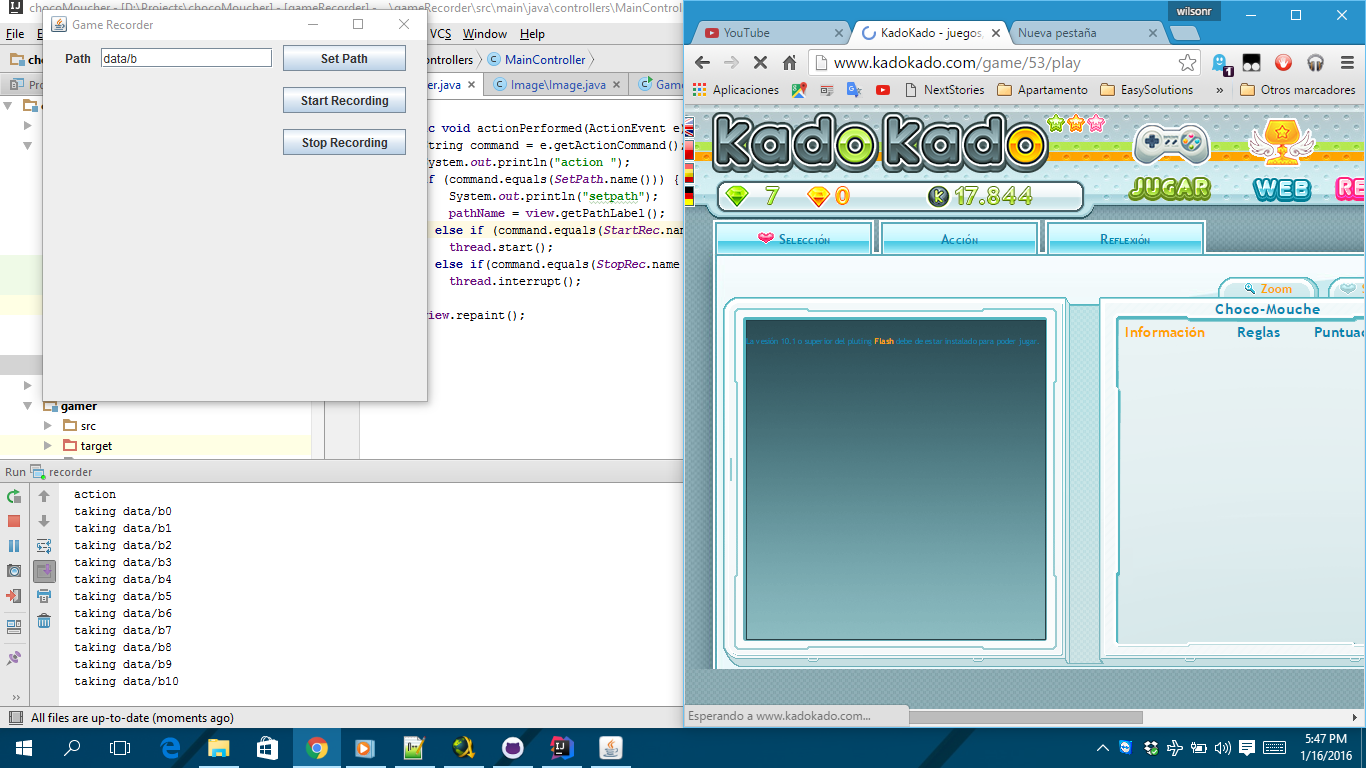 chocoMoucher - [D:\Projects\chocoMoucher] - [gameRecorder] - ...\gameRecorder\src\main\java\controllers\MainControl
Game Recorder
File
VCS Window Help
Path data/b Set Path
Start Recording
Stop Recording
MainController
Image\Image.java
c void actionPerformed(ActionEvent e)
tring command = e.getActionCommand();
ystem.out.println("action ");
f (command.equals(SetPath.name())) {
System.out.println("setpath");
pathName = view.getPathLabel();
else if (command.equals(StartRec.nam
thread.start();
else if(command.equals(StopRec.name
thread.interrupt();
iew.repaint();
gamer
src
target
Run recorder
action
taking data/b0
taking data/b1
taking data/b2
taking data/b3
taking data/b4
taking data/b5
taking data/b6
taking data/b7
taking data/b8
taking data/b9
taking data/b10
All files are up-to-date (moments ago)
wilsonr
YouTube
KadoKado - juegos,
Nueva pestaña
www.kadokado.com/game/53/play
Aplicaciones
NextStories
Apartamento
EasySolutions
»
Otros marcadores
kadokado
7 0 K 17.844
JUGAR WEB RE
Selección Acción Reflexión
Zoom
Choco-Mouche
Información Reglas Puntuac
La vesión 10.1 o superior del pluting Flash debe de estar instalado para poder jugar.
Esperando a www.kadokado.com...
5:47 PM
1/16/2016